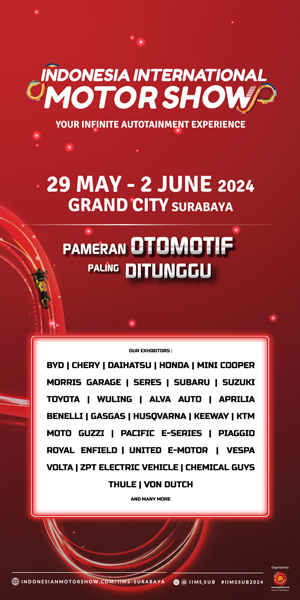 INDONESIA INTERNATIONAL
MOTOR SHOW
YOUR INFINITE AUTOTAINMENT EXPERIENCE
29 MAY - 2 JUNE 2024
GRAND CITY SURABAYA
PAMERAN OTOMOTIF
PALING DITUNGGU
OUR EXHIBITORS :
BYD | CHERY | DAIHATSU | HONDA | MINI COOPER
MORRIS GARAGE | SERES | SUBARU | SUZUKI
TOYOTA | WULING | ALVA AUTO | APRILIA
BENELLI | GASGAS | HUSQVARNA | KEEWAY | KTM
MOTO GUZZI | PACIFIC E-SERIES | PIAGGIO
ROYAL ENFIELD | UNITED E-MOTOR | VESPA
VOLTA | ZPT ELECTRIC VEHICLE | CHEMICAL GUYS
THULE | VON DUTCH
AND MANY MORE
Organized by:
INDONESIANMOTORSHOW.COM/IIMS-SURABAYA IIMS_SUB #IIMSSUB2024